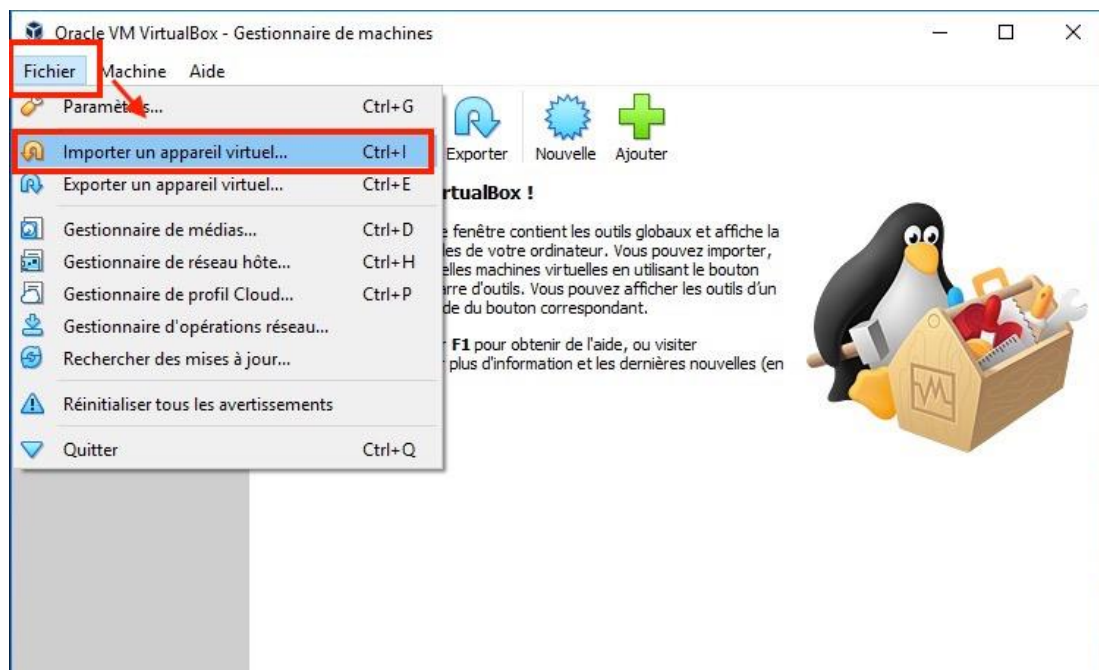 Oracle VM VirtualBox - Gestionnaire de machines
Fichier Machine Aide
Paramètres... Ctrl+G
Importer un appareil virtuel... Ctrl+I
Exporter un appareil virtuel... Ctrl+E
Gestionnaire de médias... Ctrl+D
Gestionnaire de réseau hôte... Ctrl+H
Gestionnaire de profil Cloud... Ctrl+P
Gestionnaire d'opérations réseau...
Rechercher des mises à jour...
Réinitialiser tous les avertissements
Quitter Ctrl+Q
Exporter Nouvelle Ajouter
rtualBox !
fenêtre contient les outils globaux et affiche la
les de votre ordinateur. Vous pouvez importer,
elles machines virtuelles en utilisant le bouton
arre d'outils. Vous pouvez afficher les outils d'un
de du bouton correspondant.
F1 pour obtenir de l'aide, ou visiter
plus d'information et les dernières nouvelles (en